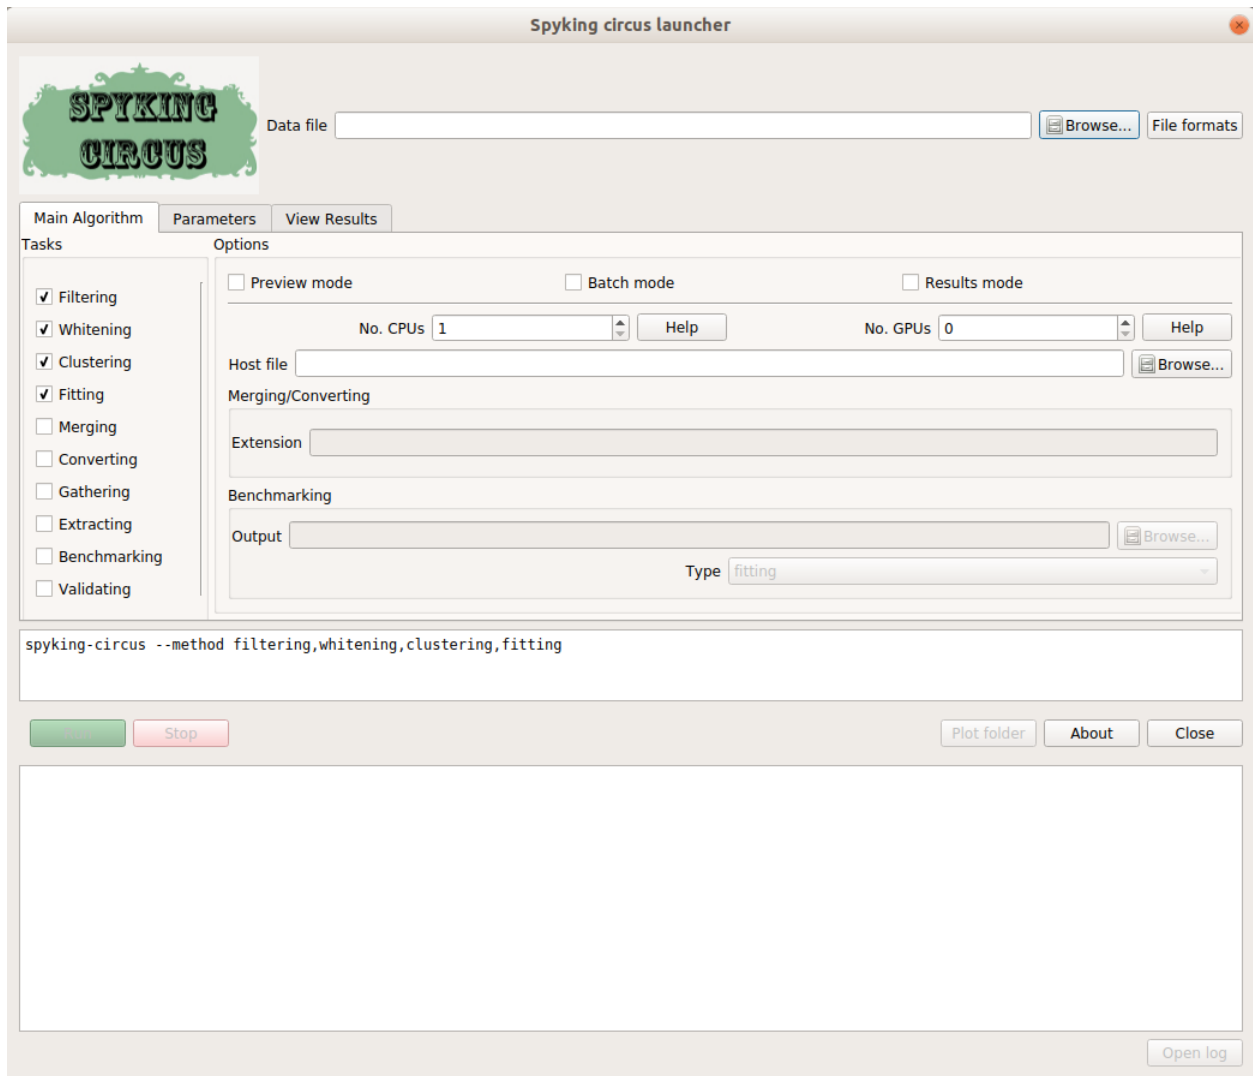 Spyking circus launcher
SPYKING
CIRCUS
Data file
Browse...
File formats
Main Algorithm
Parameters
View Results
Tasks
Options
Filtering
Whitening
Clustering
Fitting
Merging
Converting
Gathering
Extracting
Benchmarking
Validating
Preview mode
Batch mode
Results mode
No. CPUs
1
Help
No. GPUs
0
Help
Host file
Browse...
Merging/Converting
Extension
Benchmarking
Output
Browse...
Type
fitting
spyking-circus --method filtering,whitening,clustering,fitting
Stop
Plot folder
About
Close
Open log